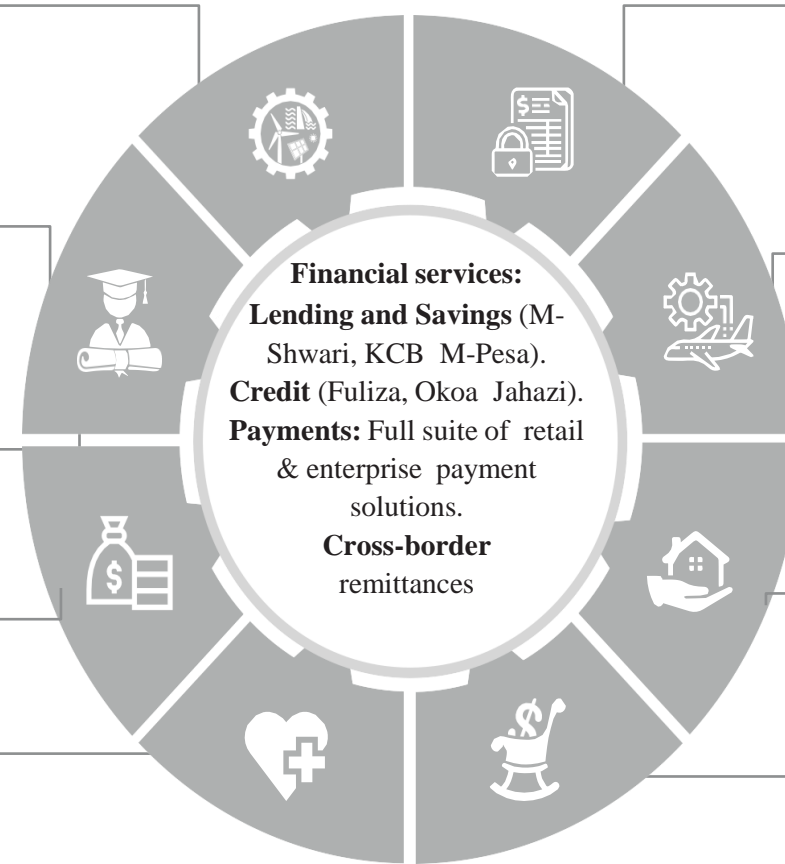 Financial services:
Lending and Savings (M-
Shwari, KCB M-Pesa).
Credit (Fuliza, Okoa Jahazi).
Payments: Full suite of retail
& enterprise payment
solutions.
Cross-border
remittances
$
$
$